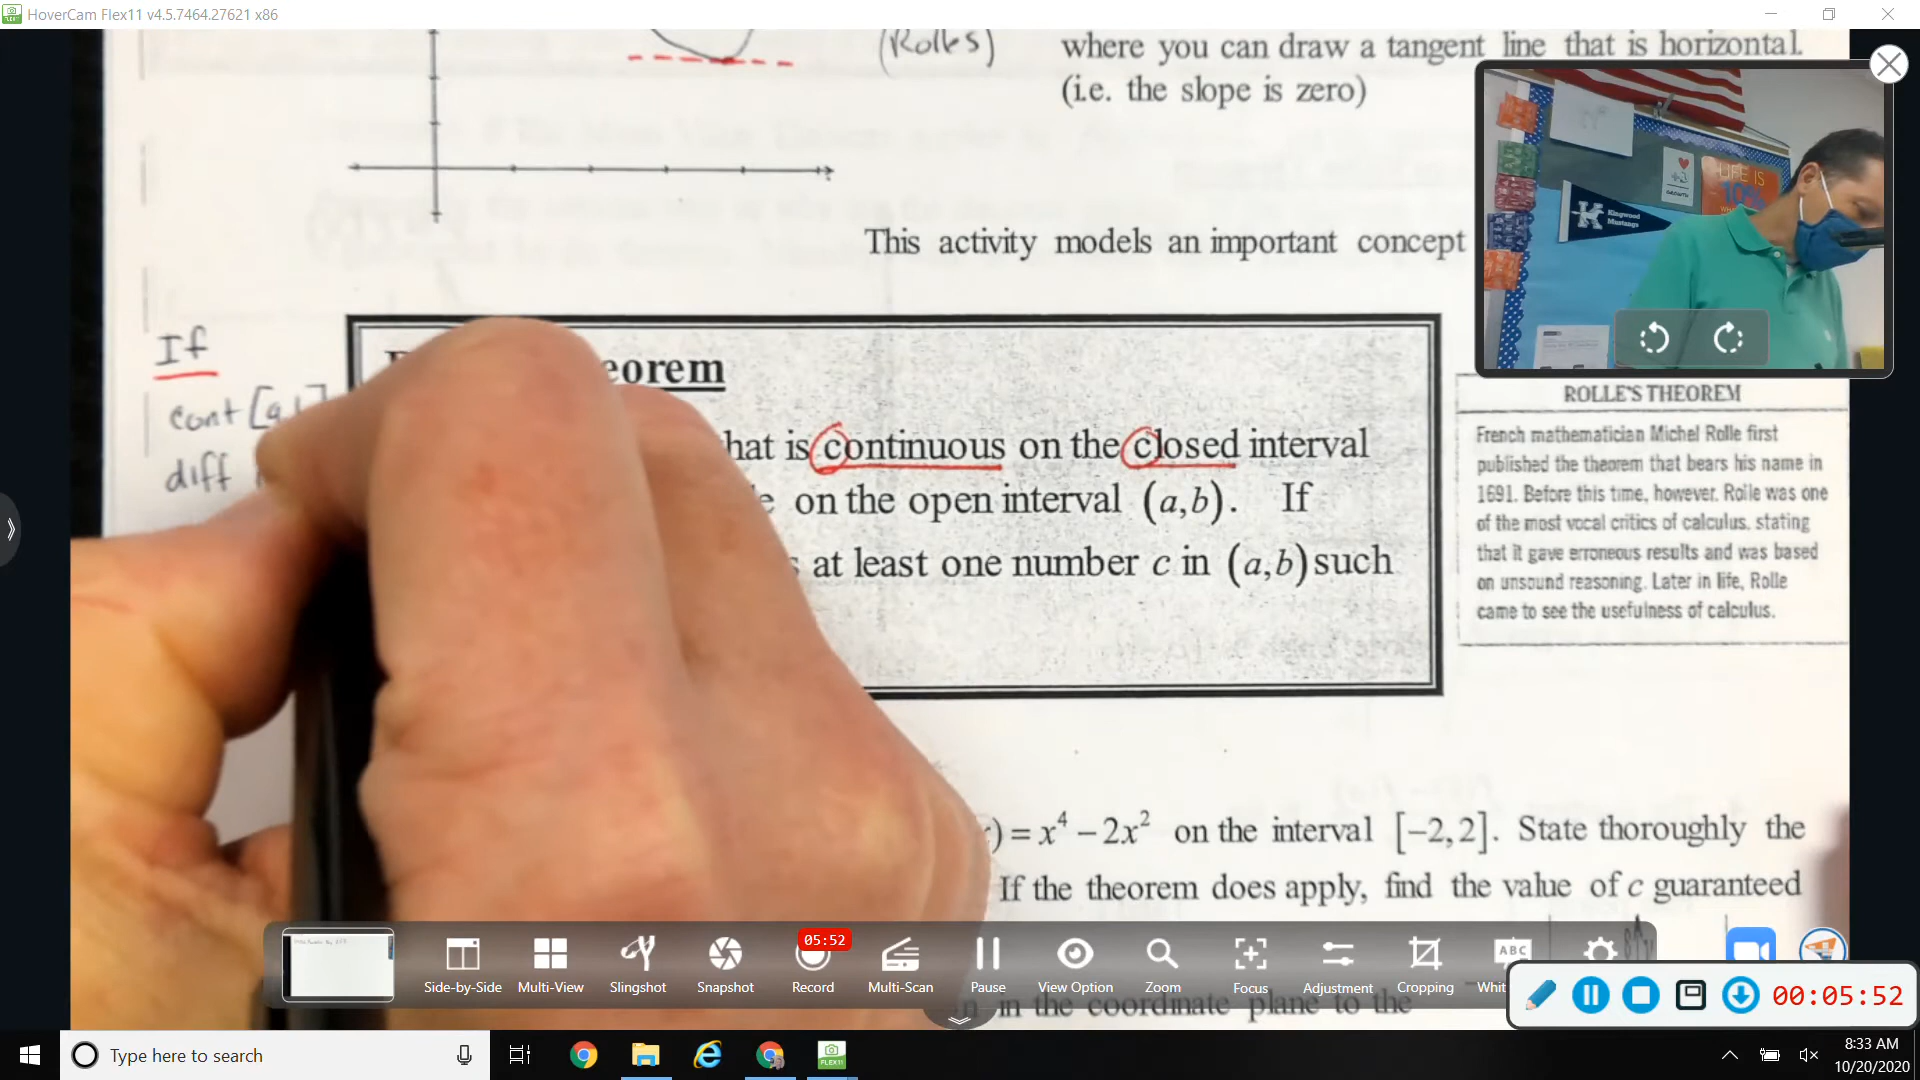 HoverCam Flex11 v4.5.7464.27621 x86
(Rolles)
where you can draw a tangent line that is horizontal.
(i.e. the slope is zero)
LIFE IS
10%
K Kingwood
Mustangs
This activity models an important concept
If
cont [a,
diff
eorem
hat is continuous on the closed interval
on the open interval (a,b). If
at least one number c in (a,b) such
ROLLE'S THEOREM
French mathematician Michel Rolle first
published the theorem that bears his name in
1691. Before this time, however, Rolle was one
of the most vocal critics of calculus, stating
that it gave erroneous results and was based
on unsound reasoning. Later in life, Rolle
came to see the usefulness of calculus.
) = x⁴ − 2x² on the interval [−2,2]. State thoroughly the
If the theorem does apply, find the value of c guaranteed
05:52
ABC
Side-by-Side Multi-View Slingshot Snapshot Record Multi-Scan Pause View Option Zoom Focus Adjustment Cropping Whit
00:05:52
in the coordinate plane to the
Type here to search
FLEX11
8:33 AM
10/20/2020